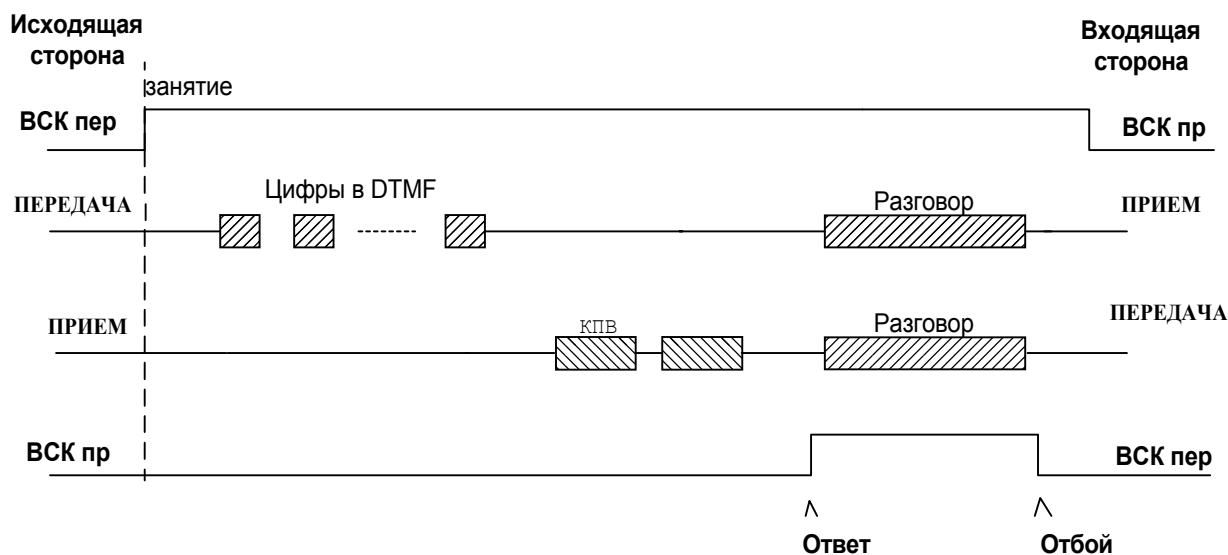 Исходящая
сторона
Входящая
сторона
занятие
ВСК пер
ВСК пр
Цифры в DTMF
Разговор
ПЕРЕДАЧА
ПРИЕМ
КПВ
Разговор
ПРИЕМ
ПЕРЕДАЧА
ВСК пр
ВСК пер
Ответ
Отбой